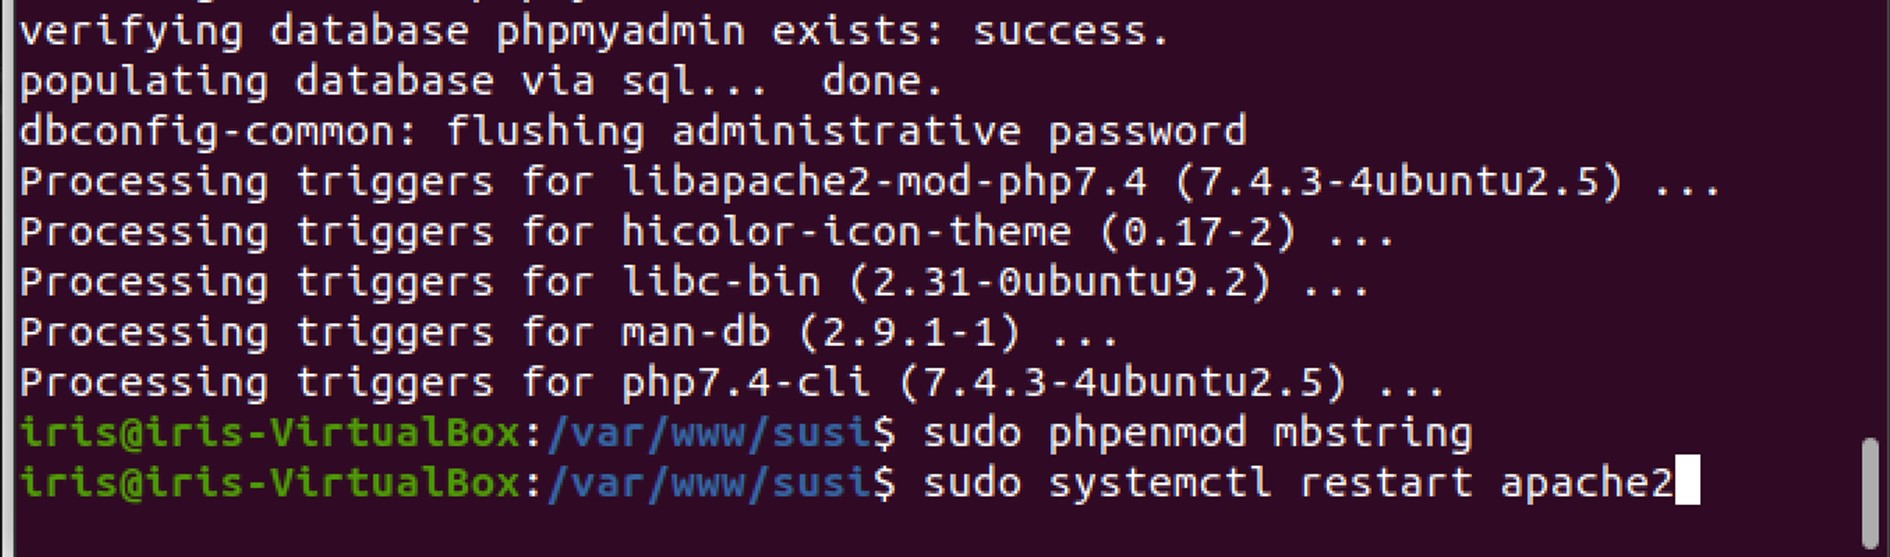 verifying database phpmyadmin exists: success.
populating database via sql...  done.
dbconfig-common: flushing administrative password
Processing triggers for libapache2-mod-php7.4 (7.4.3-4ubuntu2.5) ...
Processing triggers for hicolor-icon-theme (0.17-2) ...
Processing triggers for libc-bin (2.31-0ubuntu9.2) ...
Processing triggers for man-db (2.9.1-1) ...
Processing triggers for php7.4-cli (7.4.3-4ubuntu2.5) ...
iris@iris-VirtualBox:/var/www/susi$ sudo phpenmod mbstring
iris@iris-VirtualBox:/var/www/susi$ sudo systemctl restart apache2